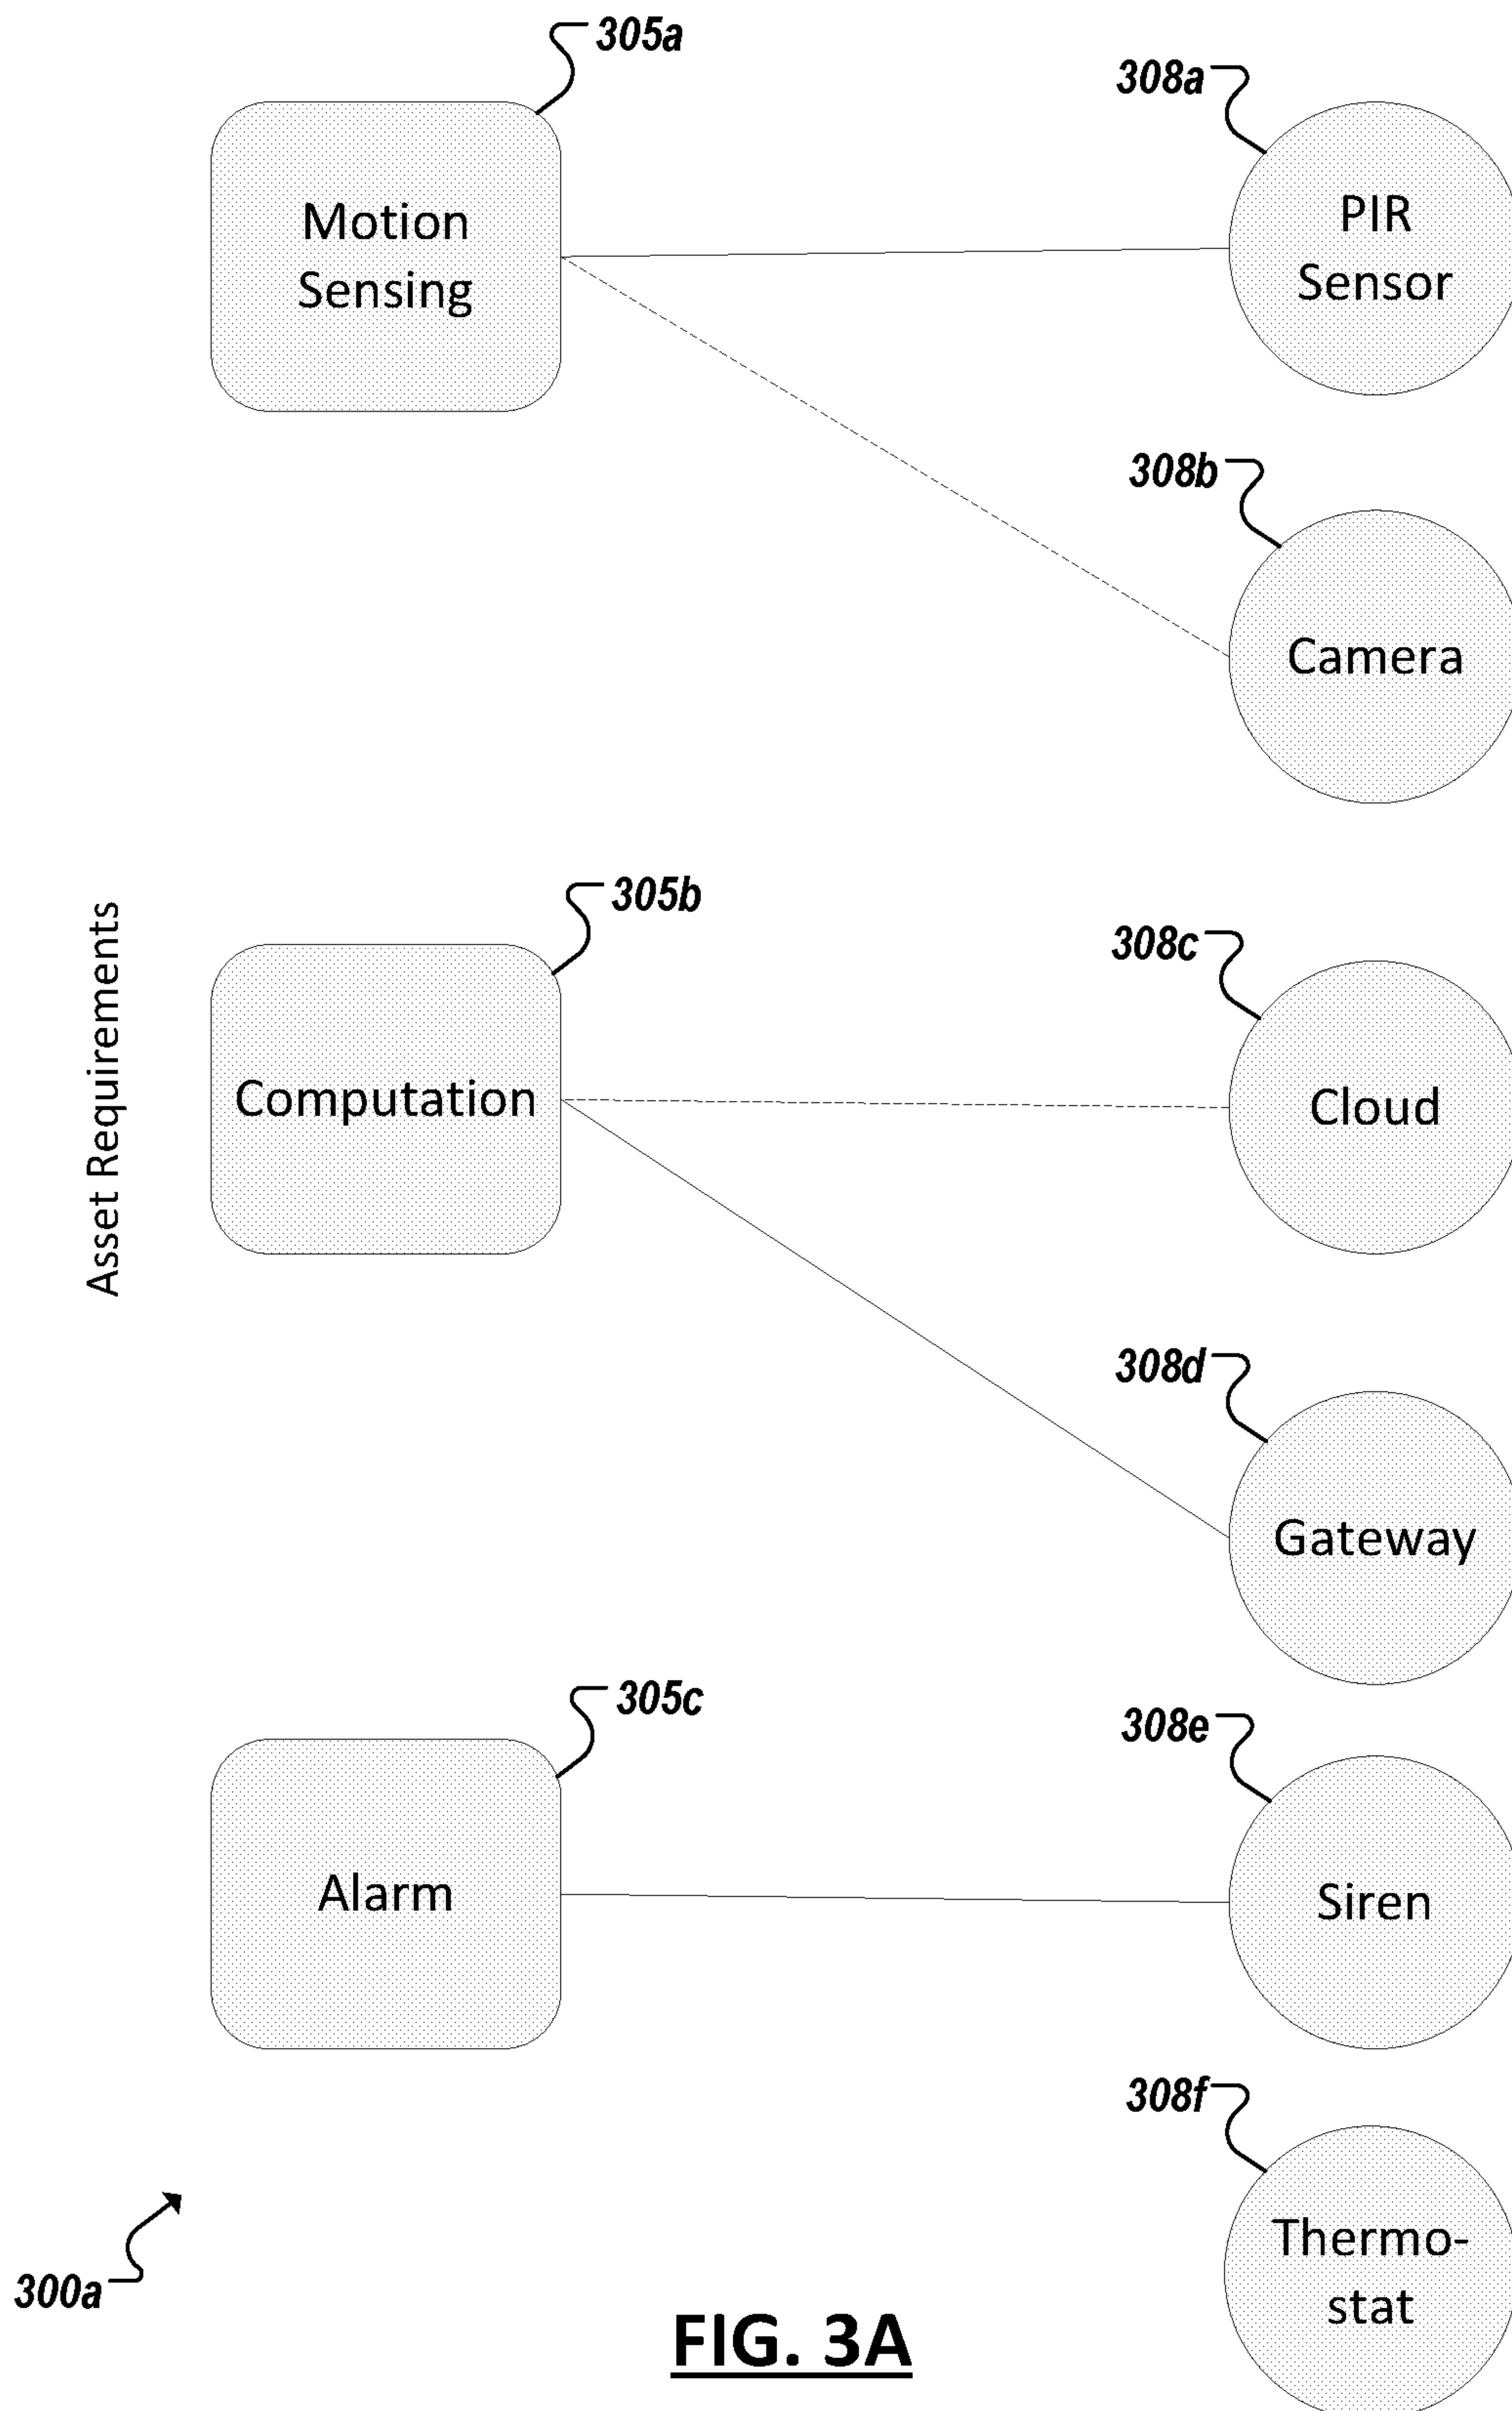 305a
308a
Motion
Sensing
PIR
Sensor
308b
Camera
Asset Requirements
305b
308c
Computation
Cloud
308d
Gateway
305c
308e
Alarm
Siren
308f
Thermo-
stat
300a
FIG. 3A